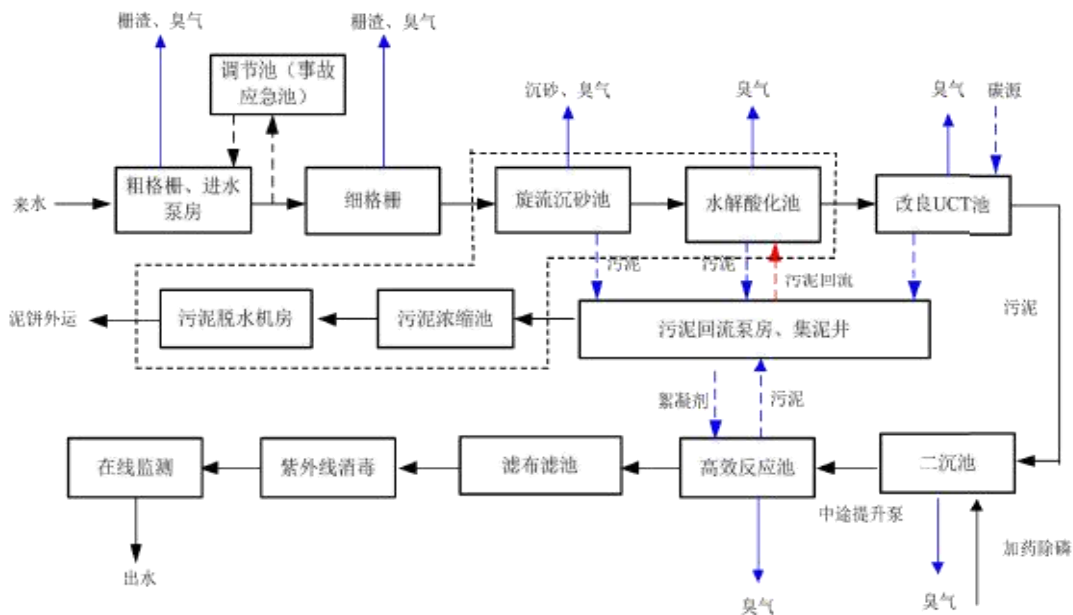 栅渣、臭气
栅渣、臭气
调节池（事故
应急池）
沉砂、臭气
臭气
臭气
碳源
来水
粗格栅、进水
泵房
细格栅
旋流沉砂池
水解酸化池
改良UCT池
污泥
污泥
污泥回流
污泥
泥饼外运
污泥脱水机房
污泥浓缩池
污泥回流泵房、集泥井
絮凝剂
污泥
在线监测
紫外线消毒
滤布滤池
高效反应池
二沉池
中途提升泵
加药除磷
出水
臭气
臭气